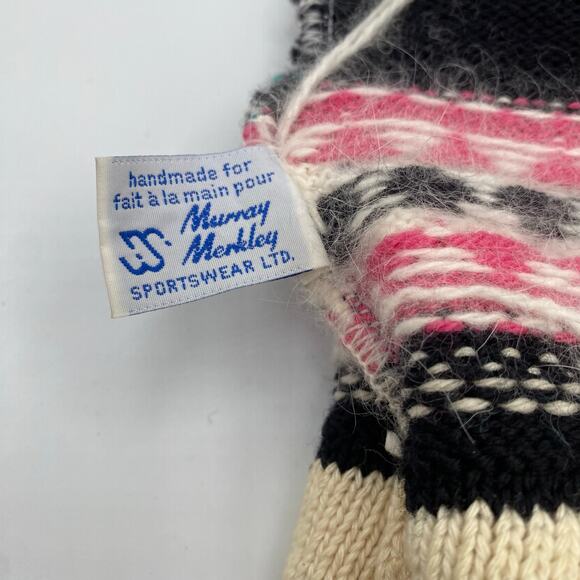 handmade for
fait à la main pour
Murray
Merkley
SPORTSWEAR LTD.